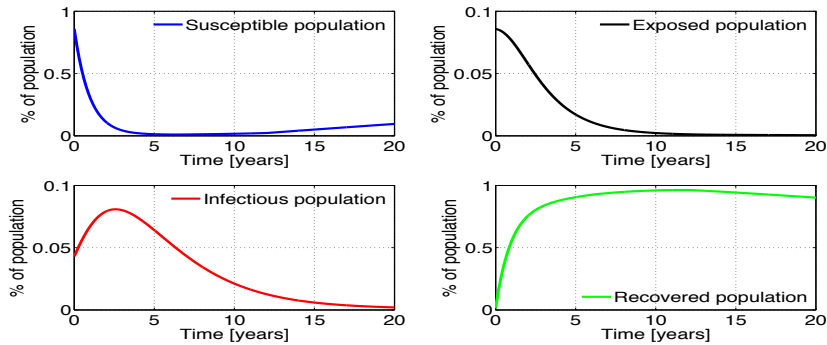 % of population
1
0.5
0
Susceptible population
0 5 10 15 20
Time [years]
% of population
0.1
0.05
0
Exposed population
0 5 10 15 20
Time [years]
% of population
0.1
0.05
0
Infectious population
0 5 10 15 20
Time [years]
% of population
1
0.5
0
Recovered population
0 5 10 15 20
Time [years]